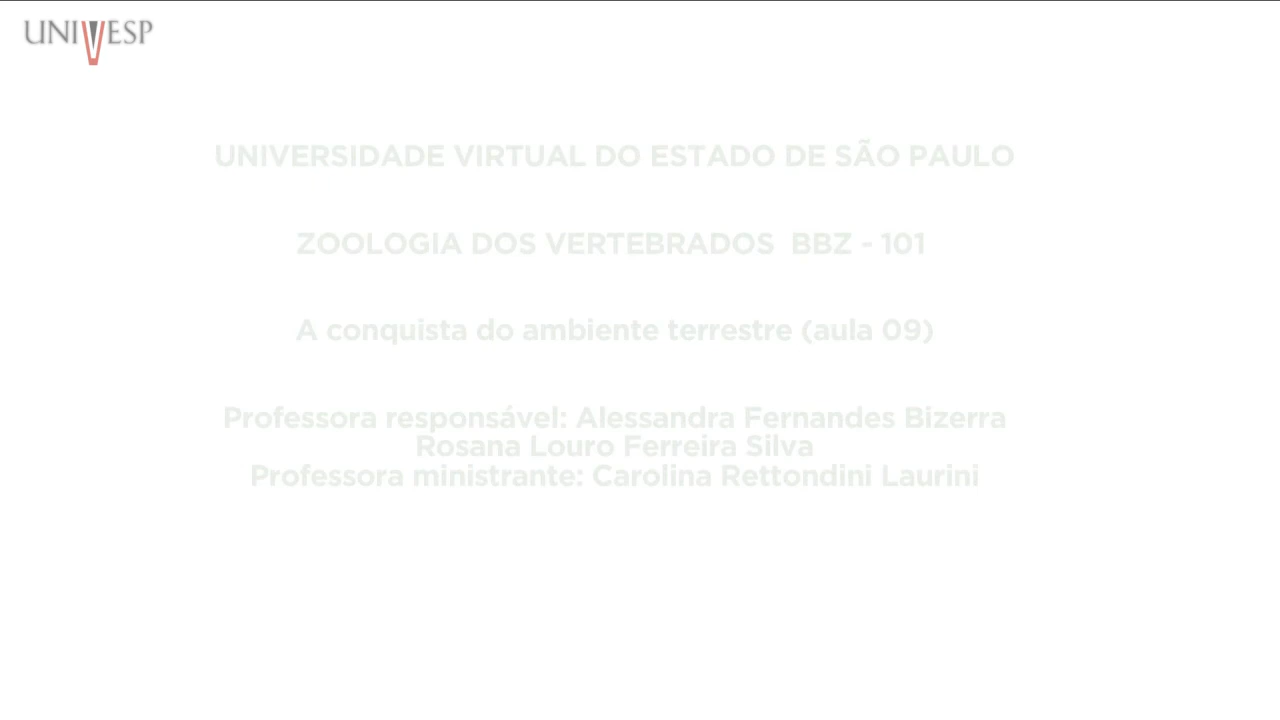 UNIVESP
UNIVERSIDADE VIRTUAL DO ESTADO DE SÃO PAULO
ZOOLOGIA DOS VERTEBRADOS BBZ - 101
A conquista do ambiente terrestre (aula 09)
Professora responsável: Alessandra Fernandes Bizerra
Rosana Louro Ferreira Silva
Professora ministrante: Carolina Rettondini Laurini